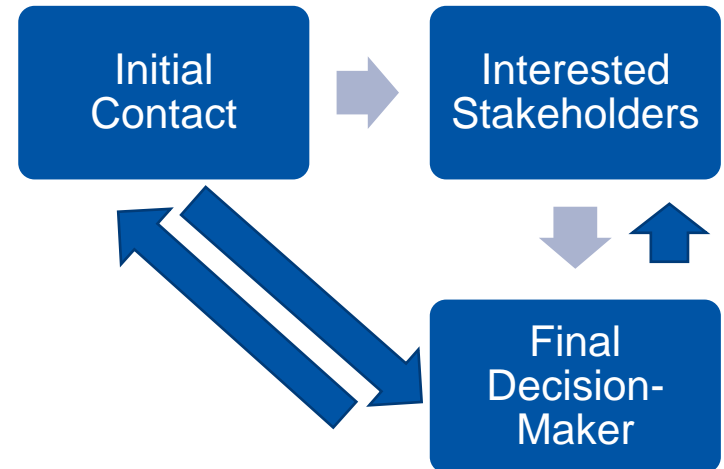 Initial
Contact
Interested
Stakeholders
Final
Decision-
Maker